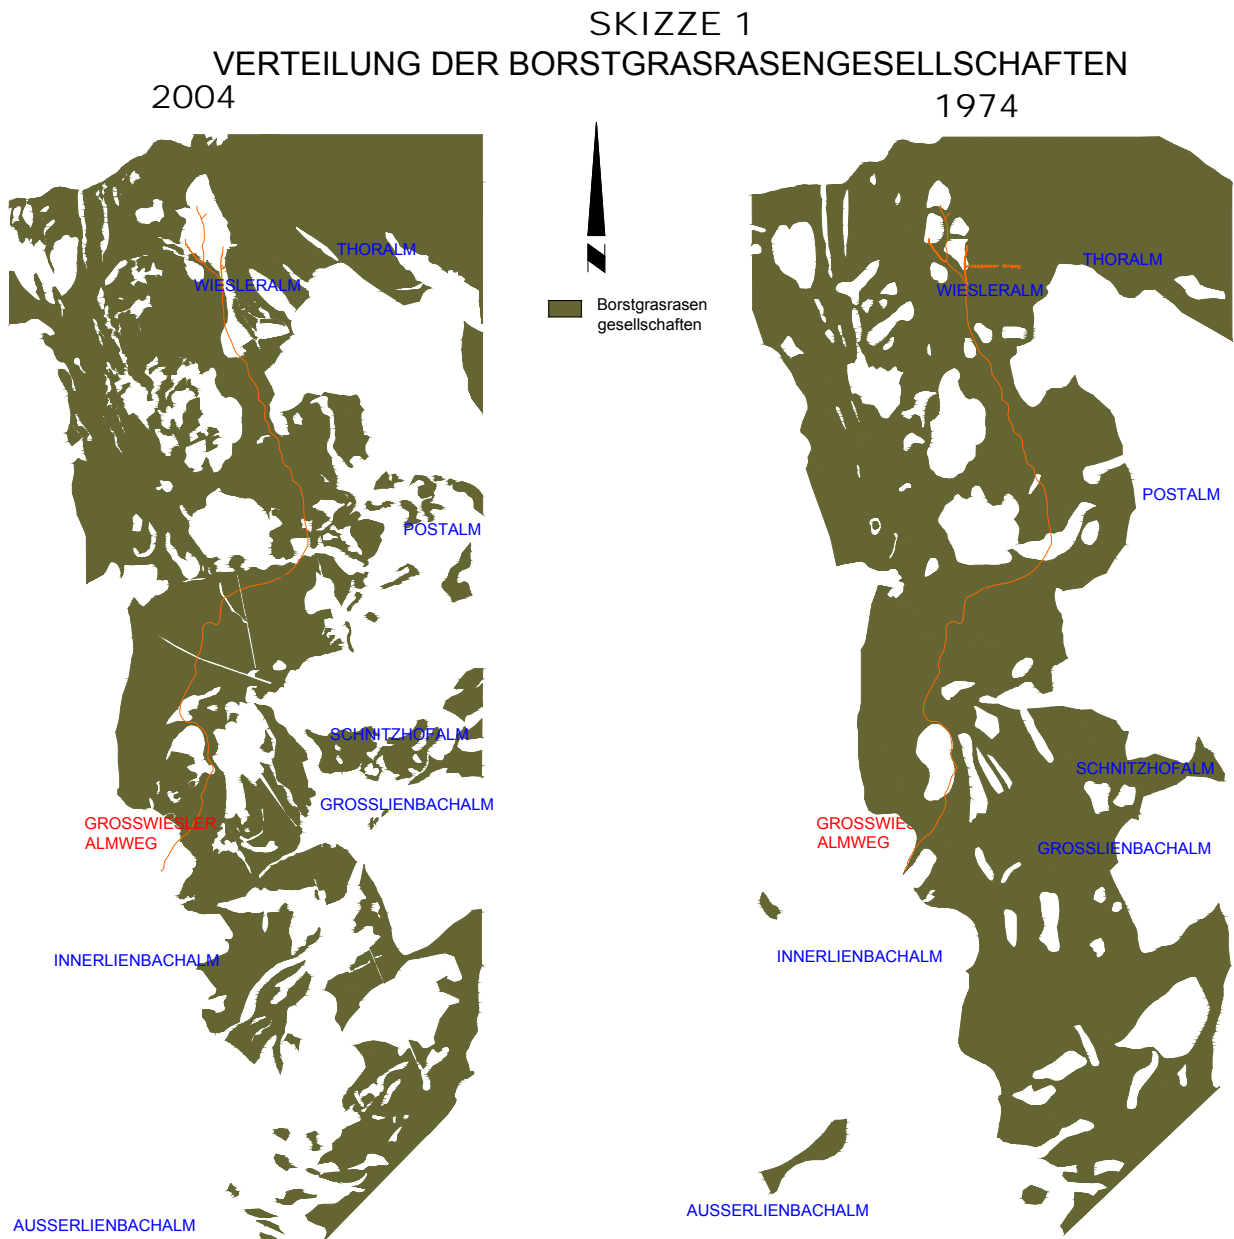 SKIZZE 1
VERTEILUNG DER BORSTGRASRASENGESELLSCHAFTEN
2004
1974
N
Borstgrasrasen
gesellschaften
THORALM
WIESLERALM
POSTALM
SCHNITZHOFALM
GROSSLIENBACHALM
GROSSWIESLER
ALMWEG
INNERLIENBACHALM
AUSSERLIENBACHALM
THORALM
WIESLERALM
POSTALM
SCHNITZHOFALM
GROSSWIES
ALMWEG
GROSSLIENBACHALM
INNERLIENBACHALM
AUSSERLIENBACHALM